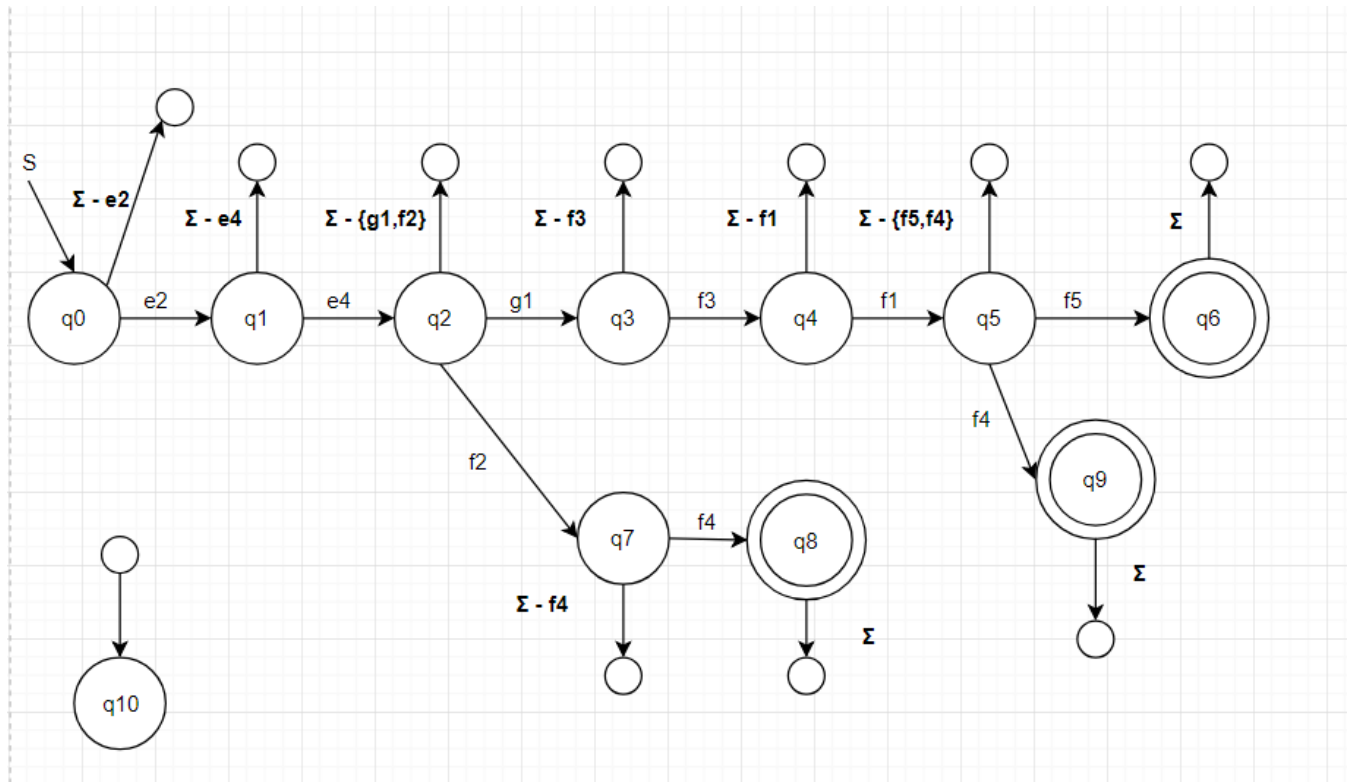 S
Σ - e2
Σ - e4
Σ - {g1,f2}
Σ - f3
Σ - f1
Σ - {f5,f4}
Σ
q0
e2
q1
e4
q2
g1
q3
f3
q4
f1
q5
f5
q6
f2
f4
q9
q7
f4
q8
Σ - f4
Σ
Σ
q10